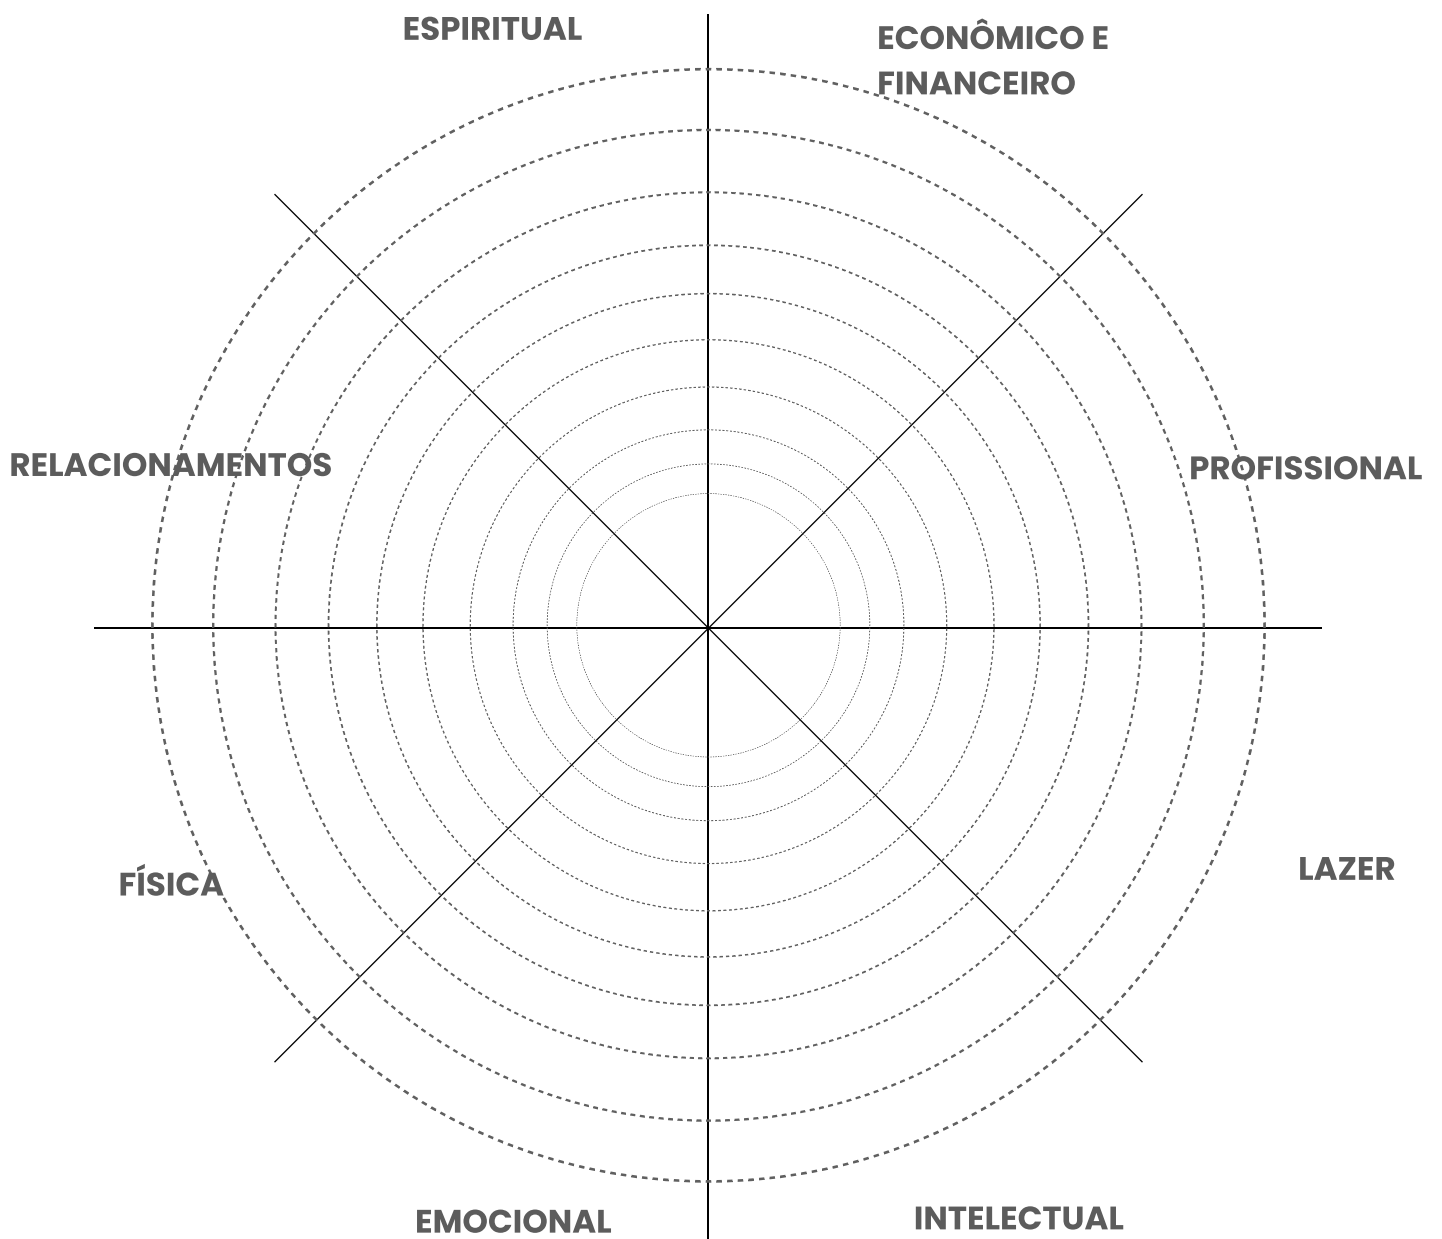 ESPIRITUAL
ECONÔMICO E
FINANCEIRO
RELACIONAMENTOS
PROFISSIONAL
FÍSICA
LAZER
EMOCIONAL
INTELECTUAL